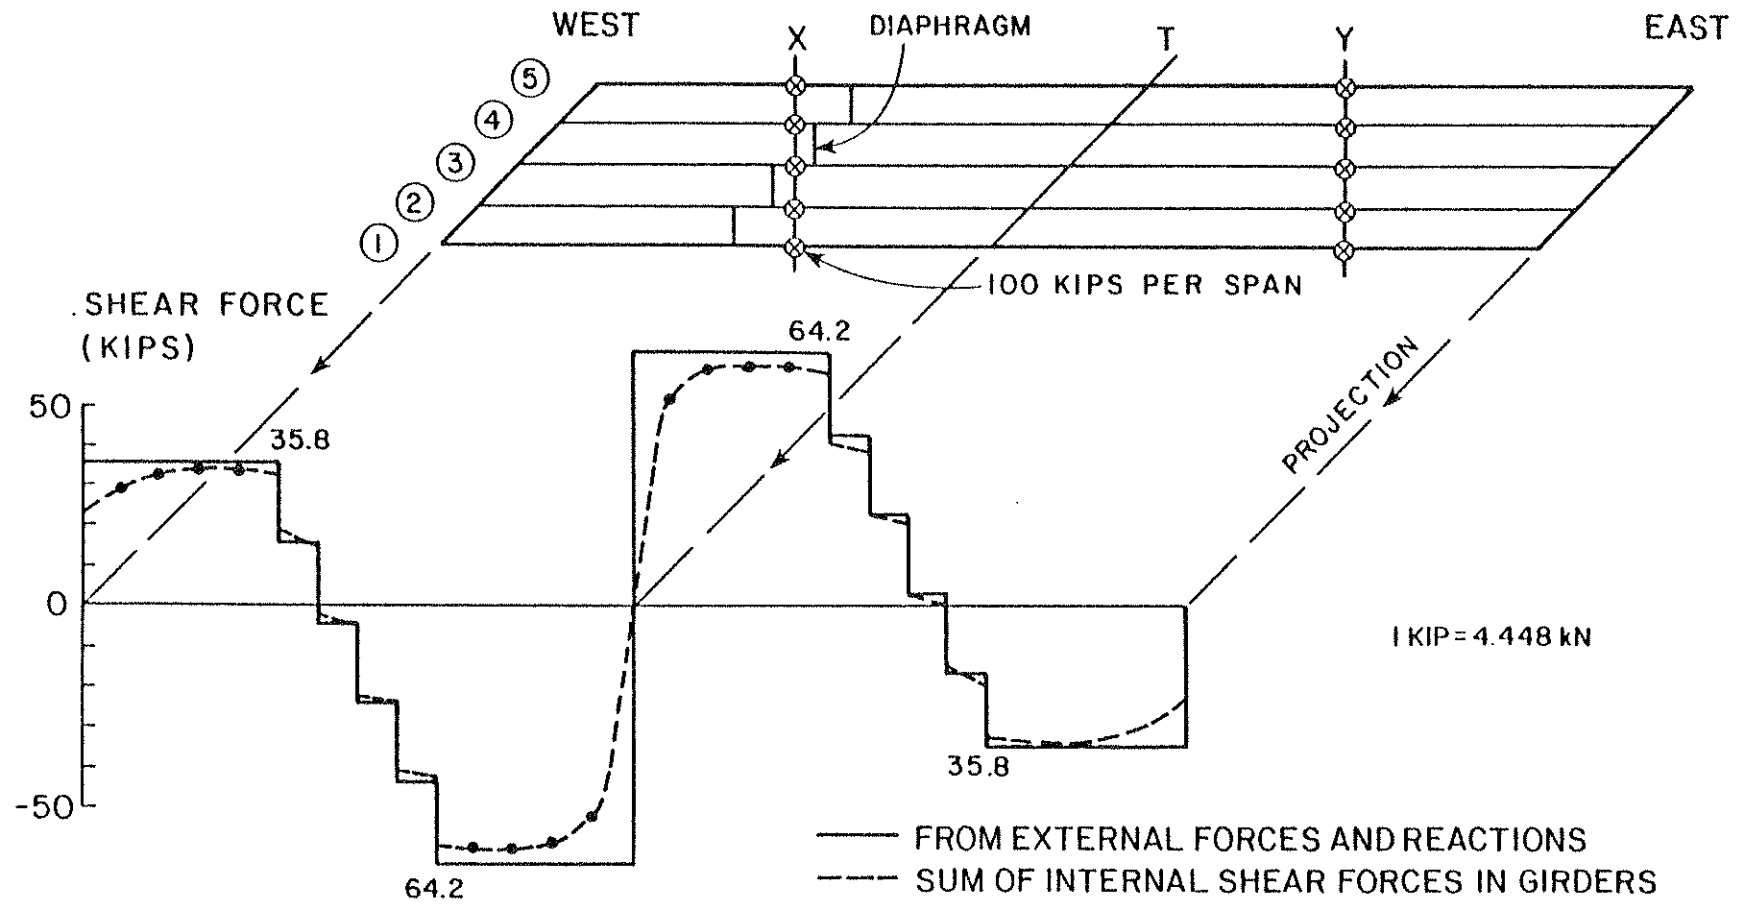 WEST
DIAPHRAGM
EAST
X
T
Y
5
4
3
2
1
100 KIPS PER SPAN
SHEAR FORCE
(KIPS)
64.2
PROJECTION
50
35.8
0
1 KIP = 4.448 kN
35.8
-50
FROM EXTERNAL FORCES AND REACTIONS
64.2
SUM OF INTERNAL SHEAR FORCES IN GIRDERS